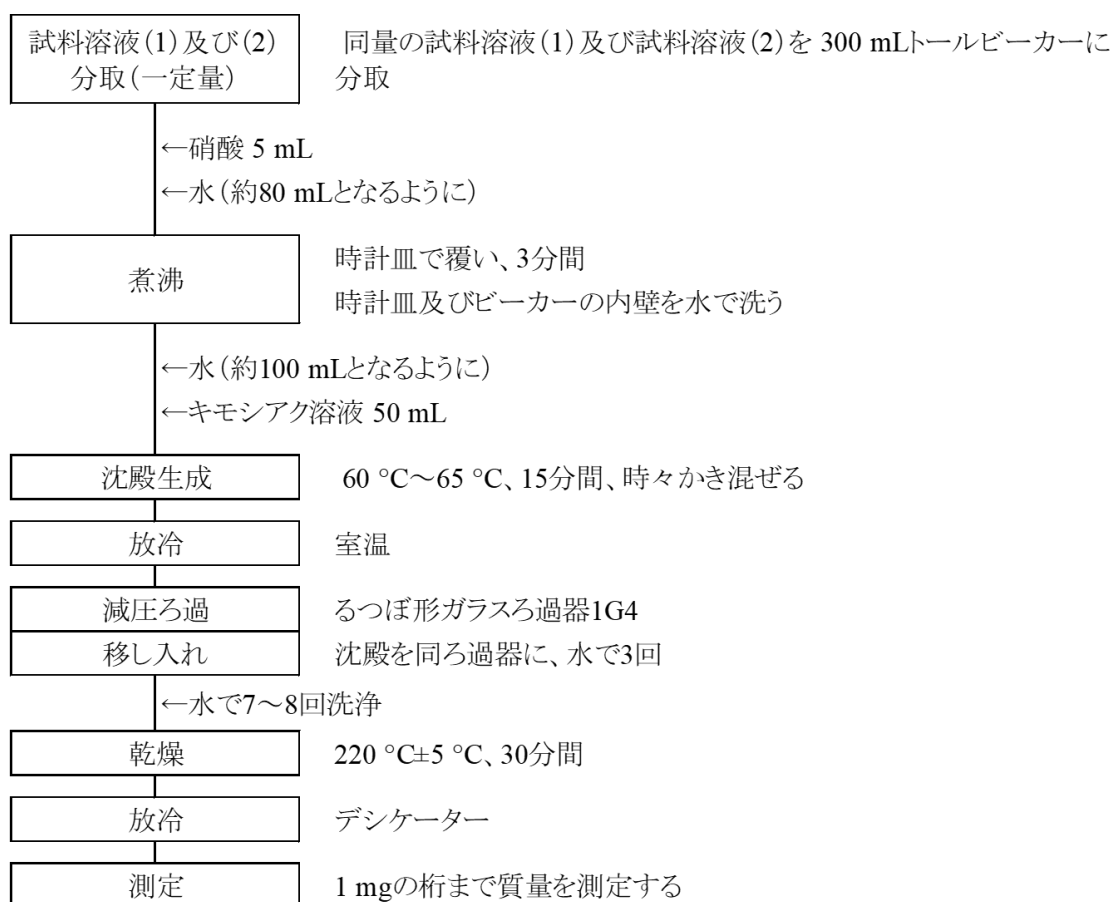 試料溶液(1)及び(2)
分取(一定量)
同量の試料溶液(1)及び試料溶液(2)を 300 mLトールビーカーに
分取
←硝酸 5 mL
←水(約80 mLとなるように)
煮沸
時計皿で覆い、3分間
時計皿及びビーカーの内壁を水で洗う
←水(約100 mLとなるように)
←キモシアク溶液 50 mL
沈殿生成
60 °C~65 °C、15分間、時々かき混ぜる
放冷
室温
減圧ろ過
るつぼ形ガラスろ過器1G4
移し入れ
沈殿を同ろ過器に、水で3回
←水で7~8回洗浄
乾燥
220 °C±5 °C、30分間
放冷
デシケーター
測定
1 mgの桁まで質量を測定する